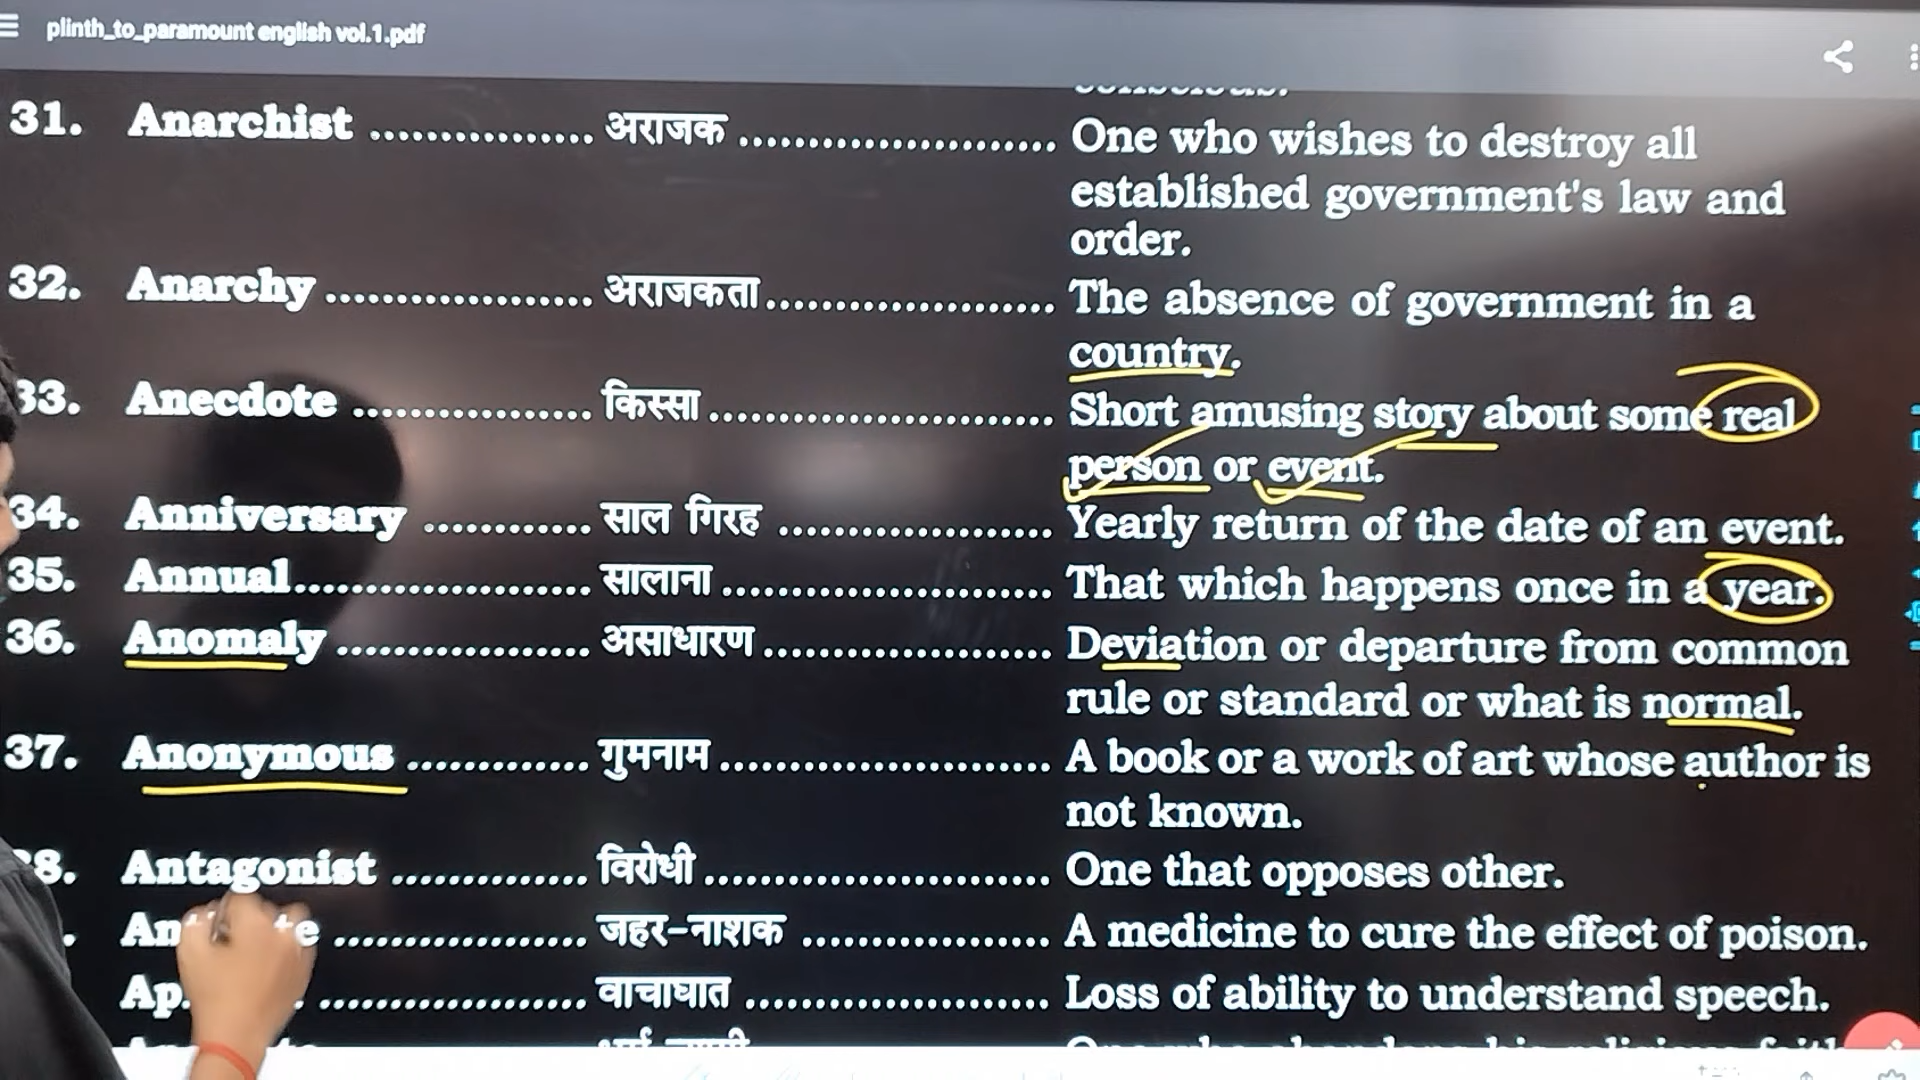 plinth_to_paramount english vol.1.pdf
31. Anarchist ................ अराजक ....................... One who wishes to destroy all
established government's law and
order.
32. Anarchy ................... अराजकता ..................... The absence of government in a
country.
33. Anecdote ................. किस्सा ......................... Short amusing story about some real
person or event.
34. Anniversary ............ साल गिरह .................... Yearly return of the date of an event.
35. Annual ..................... सालाना ........................ That which happens once in a year.
36. Anomaly .................. असाधारण ..................... Deviation or departure from common
rule or standard or what is normal.
37. Anonymous ............. गुमनाम ........................ A book or a work of art whose author is
not known.
8. Antagonist .............. विरोधी ......................... One that opposes other.
.................. जहर-नाशक .................. A medicine to cure the effect of poison.
................... वाचाघात ...................... Loss of ability to understand speech.